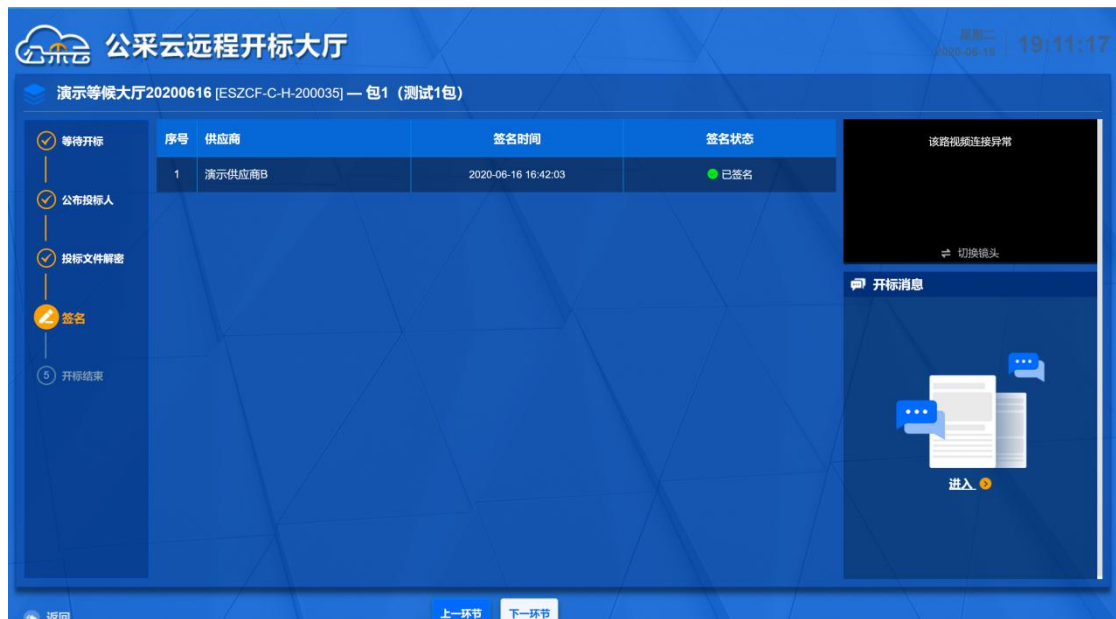 公采云 公采云远程开标大厅
星期二
2020-06-16
19:11:17
演示等候大厅20200616 [ESZCF-C-H-200035] — 包1（测试1包）
等待开标
公布投标人
投标文件解密
签名
5 开标结束
序号 供应商 签名时间 签名状态
1 演示供应商B 2020-06-16 16:42:03 已签名
该路视频连接异常
切换镜头
开标消息
进入
返回
上一环节 下一环节